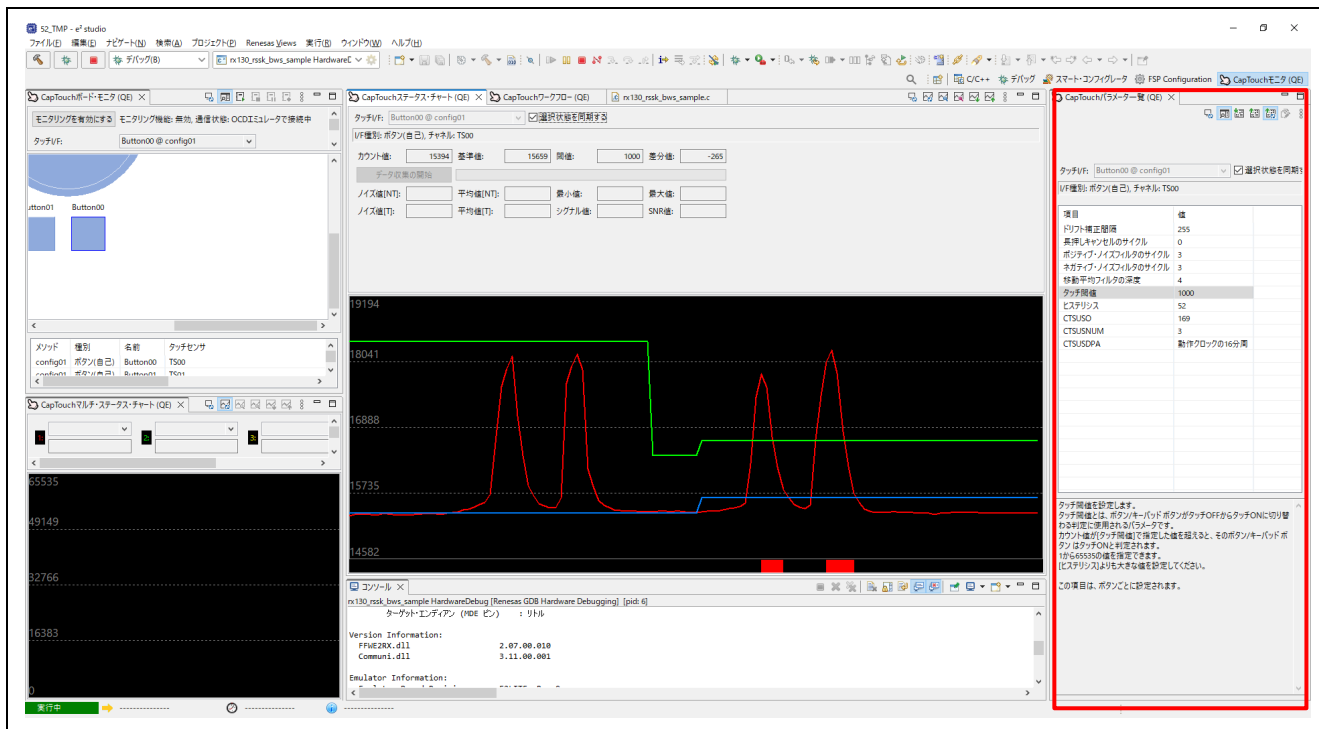 52_TMP - e² studio
ファイル(F) 編集(E) ナビゲート(N) 検索(A) プロジェクト(P) Renesas Views 実行(R) ウィンドウ(W) ヘルプ(H)
デバッグ(B) rx130_rssk_bws_sample HardwareD
C/C++ デバッグ スマート・コンフィグレータ FSP Configuration CapTouchモニタ (QE)
CapTouchボード・モニタ (QE)
モニタリングを有効にする モニタリング機能: 無効, 通信状態: OCDエミュレータで接続中
タッチI/F: Button00 @ config01
utton01 Button00
メソッド 種別 名前 タッチセンサ
config01 ボタン(自己) Button00 TS00
config01 ボタン(自己) Button01 TS01
CapTouchマルチ・ステータス・チャート (QE)
1: 2: 3:
65535
49149
32766
16383
0
CapTouchステータス・チャート (QE) CapTouchワークフロー (QE) rx130_rssk_bws_sample.c
タッチI/F: Button00 @ config01 選択状態を同期する
I/F種別: ボタン(自己), チャネル: TS00
カウント値: 15394 基準値: 15659 閾値: 1000 差分値: -265
データ収集の開始
ノイズ値[NT]: 平均値[NT]: 最小値: 最大値:
ノイズ値[T]: 平均値[T]: シグナル値: SNR値:
19194
18041
16888
15735
14582
コンソール
rx130_rssk_bws_sample HardwareDebug [Renesas GDB Hardware Debugging] [pid: 6]
ターゲット・エンディアン (MDE ピン) : リトル
Version Information:
FFWE2RX.dll 2.07.00.010
Communi.dll 3.11.00.001
Emulator Information:
CapTouchパラメーター覧 (QE)
タッチI/F: Button00 @ config01 選択状態を同期す
I/F種別: ボタン(自己), チャネル: TS00
項目 値
ドリフト補正間隔 255
長押しキャンセルのサイクル 0
ポジティブ・ノイズフィルタのサイクル 3
ネガティブ・ノイズフィルタのサイクル 3
移動平均フィルタの深度 4
タッチ閾値 1000
ヒステリシス 52
CTSUSO 169
CTSUSNUM 3
CTSUSDPA 動作クロックの16分周
タッチ閾値を設定します。
タッチ閾値とは、ボタン/キーパッド ボタンがタッチOFFからタッチONに切り替
わる判定に使用されるパラメータです。
カウント値が[タッチ閾値]で指定した値を超えると、そのボタン/キーパッド ボ
タン はタッチONと判定されます。
1から65535の値を指定できます。
[ヒステリシス]よりも大きな値を設定してください。
この項目は、ボタンごとに設定されます。
実行中 --------------- --------------- ---------------